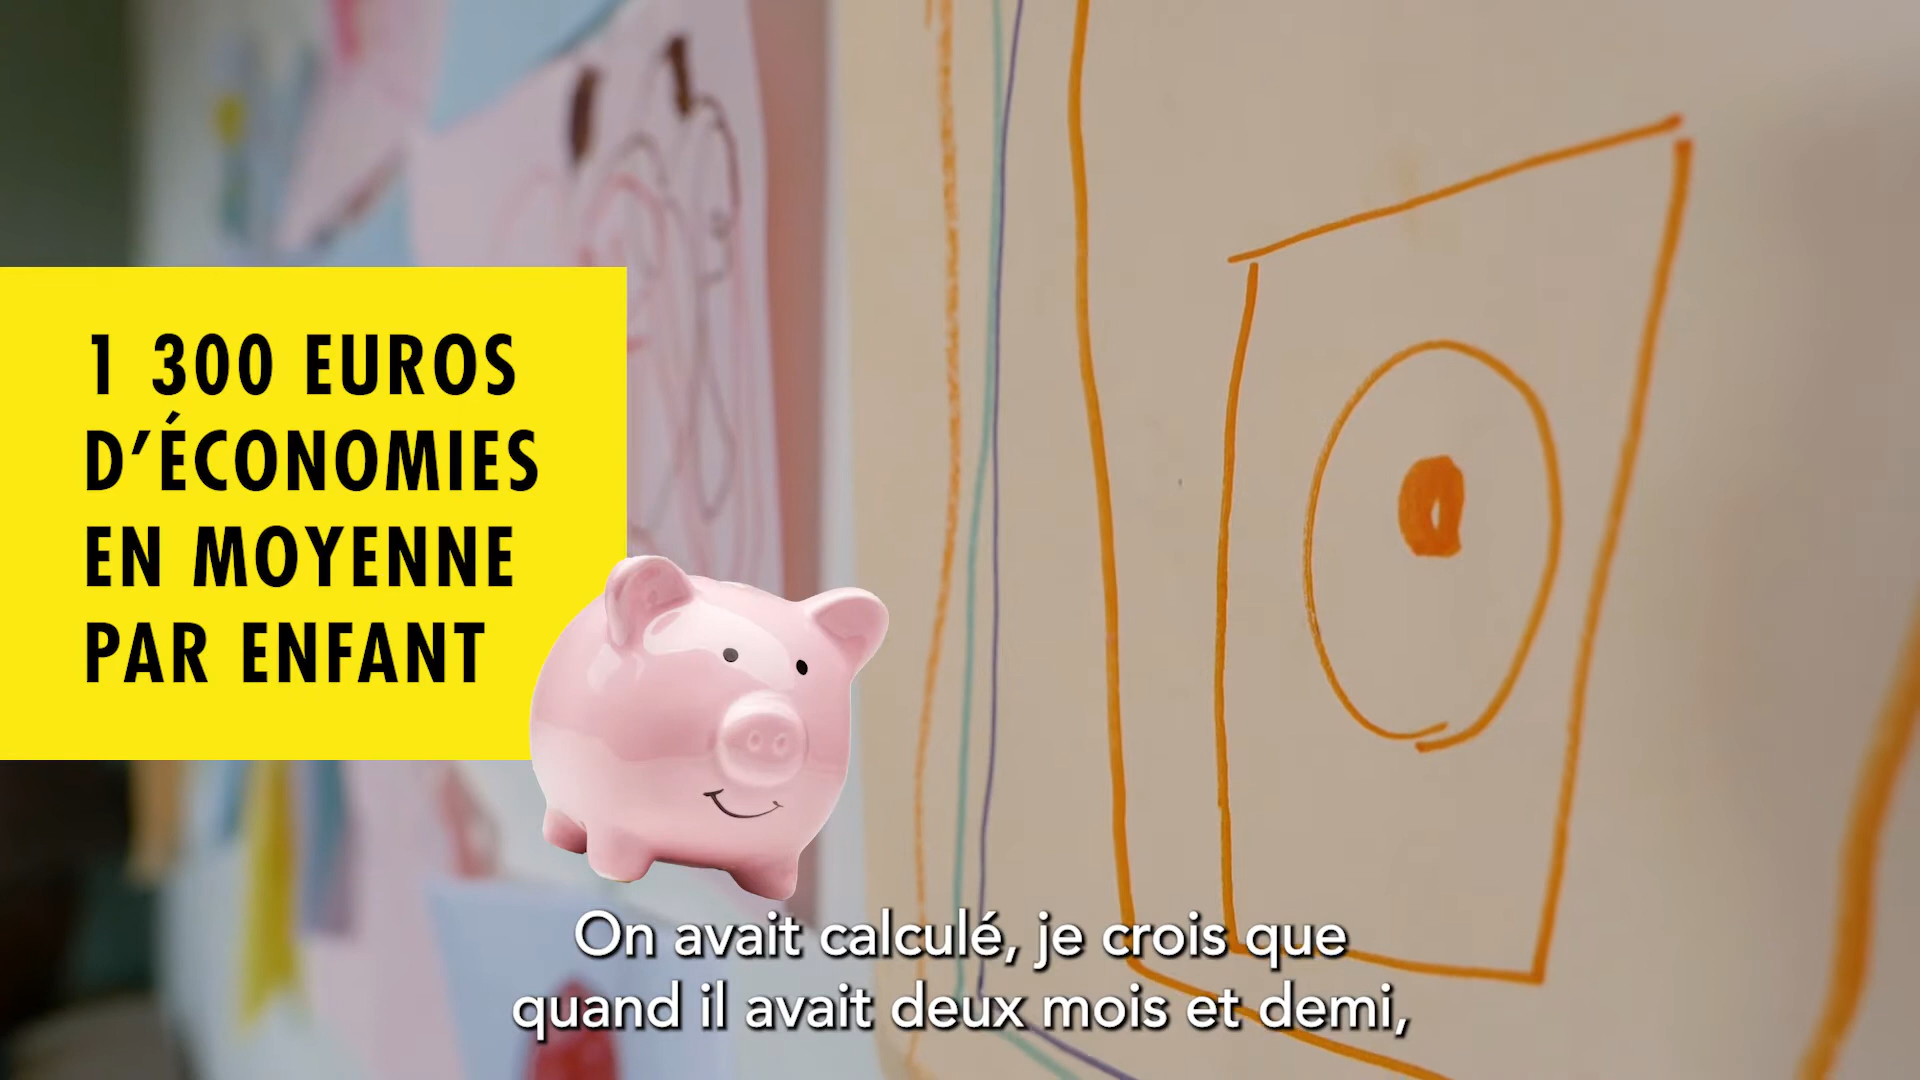 1 300 EUROS
D’ÉCONOMIES
EN MOYENNE
PAR ENFANT
On avait calculé, je crois que
quand il avait deux mois et demi,